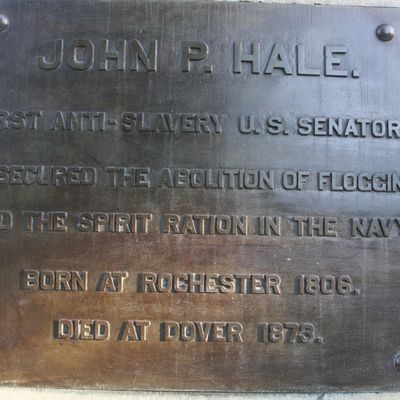 JOHN P. HALE.
RST ANTI-SLAVERY U.S. SENATOR
SECURED THE ABOLITION OF FLOGGIN
D THE SPIRIT RATION IN THE NAVY
BORN AT ROCHESTER 1806.
DIED AT DOVER 1873.